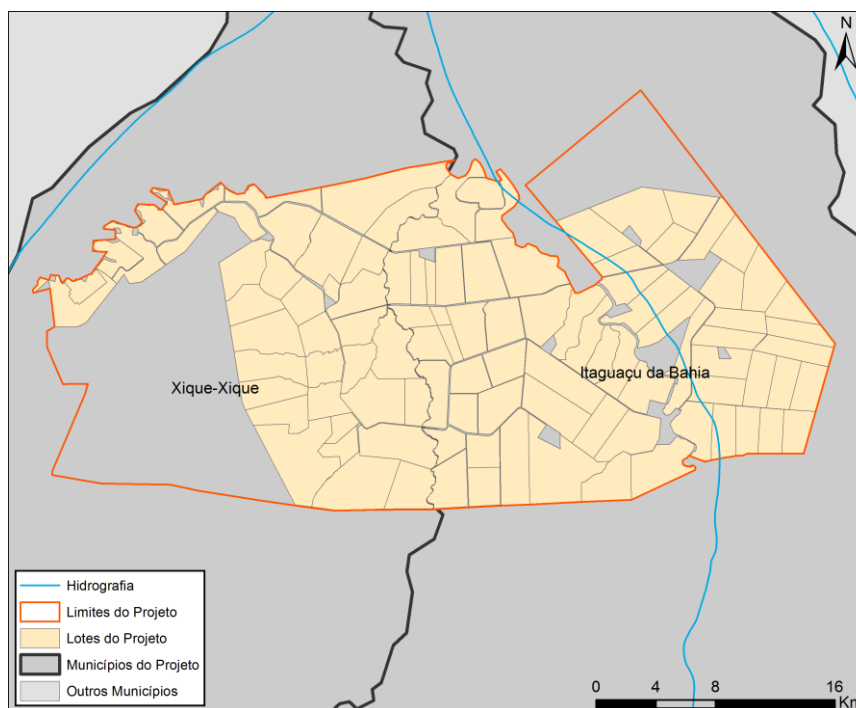 N
Xique-Xique
Itaguaçu da Bahia
Hidrografia
Limites do Projeto
Lotes do Projeto
Municípios do Projeto
Outros Municípios
0 4 8 16
Km